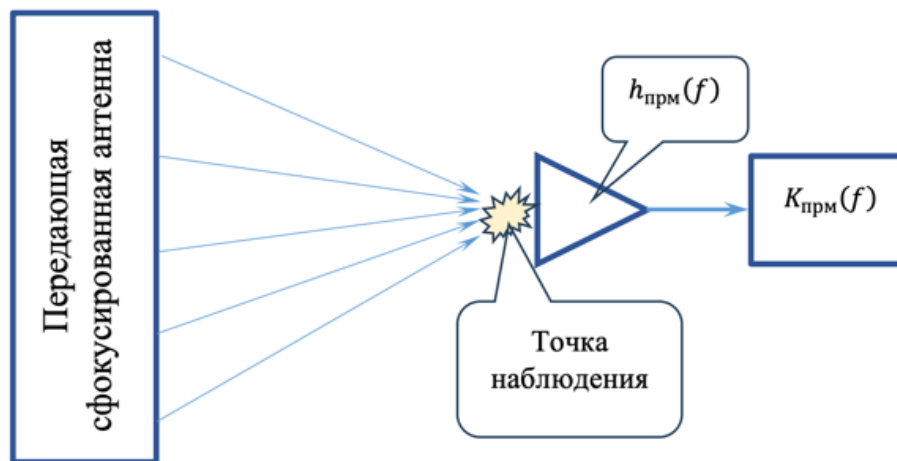 Передающая
сфокусированная антенна
h_прм(f)
K_прм(f)
Точка
наблюдения